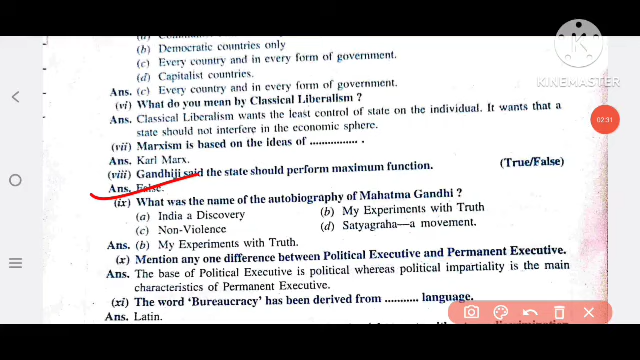 (b) Democratic countries only
(c) Every country and in every form of government.
(d) Capitalist countries.
Ans. (c) Every country and in every form of government.
(vi) What do you mean by Classical Liberalism ?
Ans. Classical Liberalism wants the least control of state on the individual. It wants that a
state should not interfere in the economic sphere.
(vii) Marxism is based on the ideas of ................ .
Ans. Karl Marx.
(viii) Gandhiji said the state should perform maximum function. (True/False)
Ans. False.
(ix) What was the name of the autobiography of Mahatma Gandhi ?
(a) India a Discovery (b) My Experiments with Truth
(c) Non-Violence (d) Satyagraha—a movement.
Ans. (b) My Experiments with Truth.
(x) Mention any one difference between Political Executive and Permanent Executive.
Ans. The base of Political Executive is political whereas political impartiality is the main
characteristics of Permanent Executive.
(xi) The word 'Bureaucracy' has been derived from ........... language.
Ans. Latin.
KINEMASTER
02:31